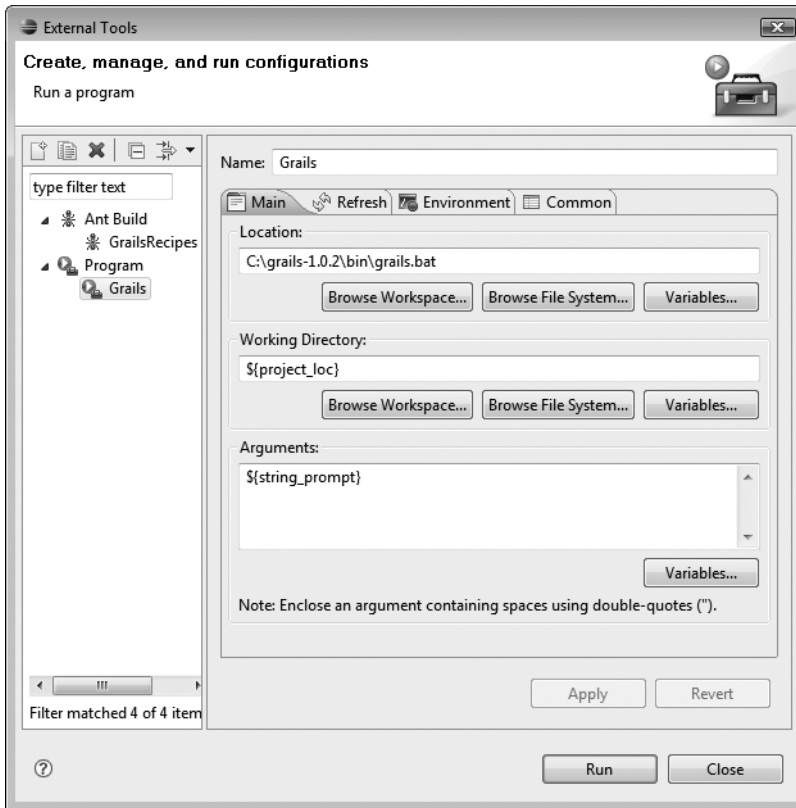 External Tools
Create, manage, and run configurations
Run a program
type filter text
Ant Build
GrailsRecipes
Program
Grails
Filter matched 4 of 4 item
Name: Grails
Main Refresh Environment Common
Location:
C:\grails-1.0.2\bin\grails.bat
Browse Workspace... Browse File System... Variables...
Working Directory:
${project_loc}
Browse Workspace... Browse File System... Variables...
Arguments:
${string_prompt}
Variables...
Note: Enclose an argument containing spaces using double-quotes (").
Apply Revert
? Run Close